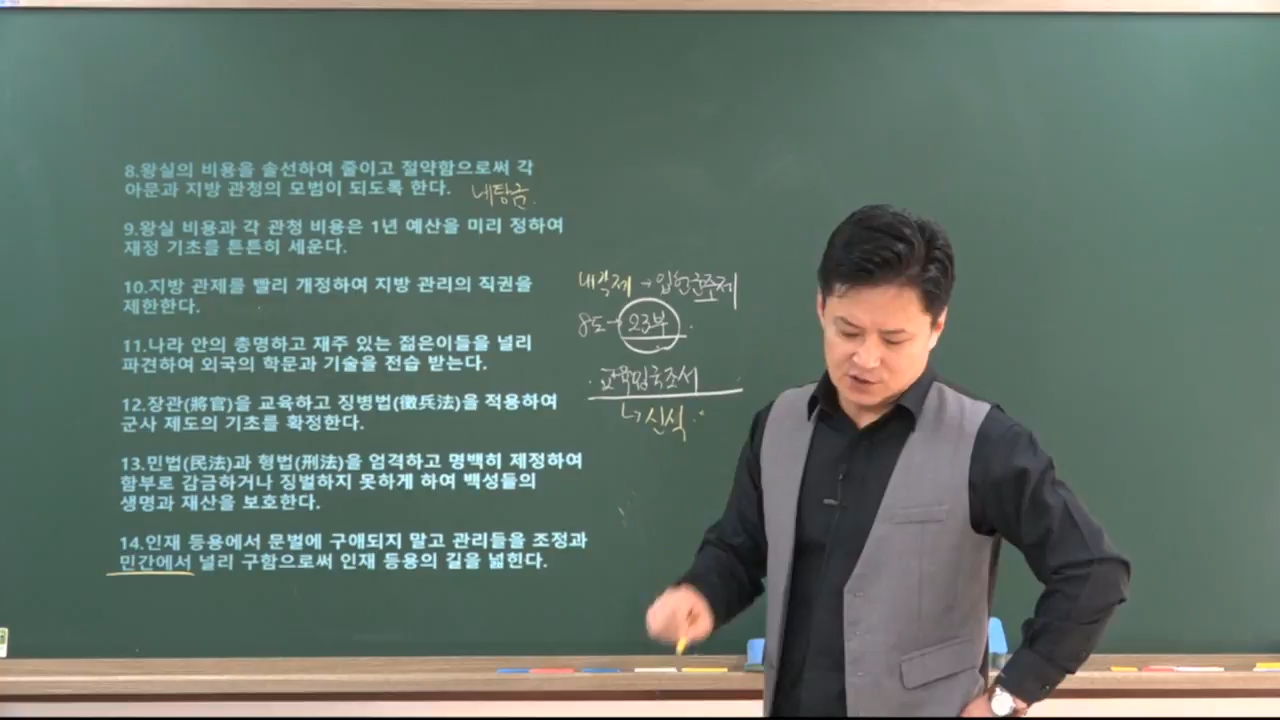 8.왕실의 비용을 솔선하여 줄이고 절약함으로써 각
아문과 지방 관청의 모범이 되도록 한다.
내탕금.
9.왕실 비용과 각 관청 비용은 1년 예산을 미리 정하여
재정 기초를 튼튼히 세운다.
10.지방 관제를 빨리 개정하여 지방 관리의 직권을
제한한다.
11.나라 안의 총명하고 재주 있는 젊은이들을 널리
파견하여 외국의 학문과 기술을 전습 받는다.
12.장관(將官)을 교육하고 징병법(徵兵法)을 적용하여
군사 제도의 기초를 확정한다.
13.민법(民法)과 형법(刑法)을 엄격하고 명백히 제정하여
함부로 감금하거나 징벌하지 못하게 하여 백성들의
생명과 재산을 보호한다.
14.인재 등용에서 문벌에 구애되지 말고 관리들을 조정과
민간에서 널리 구함으로써 인재 등용의 길을 넓힌다.
내각제 → 입헌군주제
8도 → 23부.
교육입국조서
↳ 신식